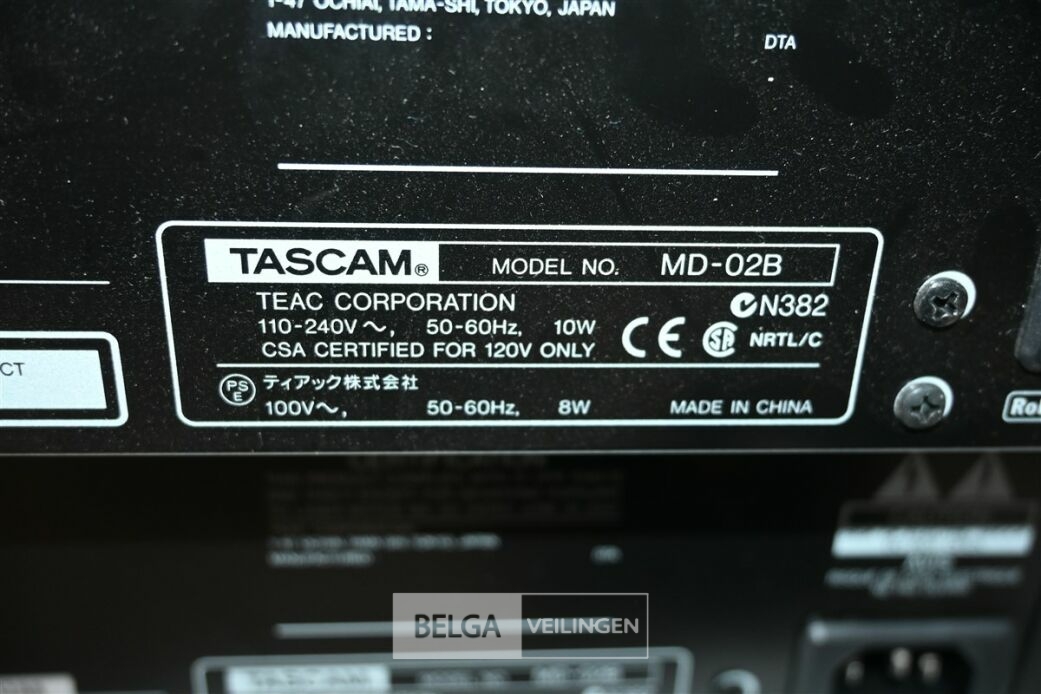 1-47 OCHIAI, TAMA-SHI, TOKYO, JAPAN
MANUFACTURED :
DTA
TASCAM® MODEL NO. MD-02B
TEAC CORPORATION
N382
110-240V～, 50-60Hz, 10W
CE
NRTL/C
CSA CERTIFIED FOR 120V ONLY
PSE ティアック株式会社
100V～, 50-60Hz, 8W MADE IN CHINA
CT
BELGA VEILINGEN
TASCAM